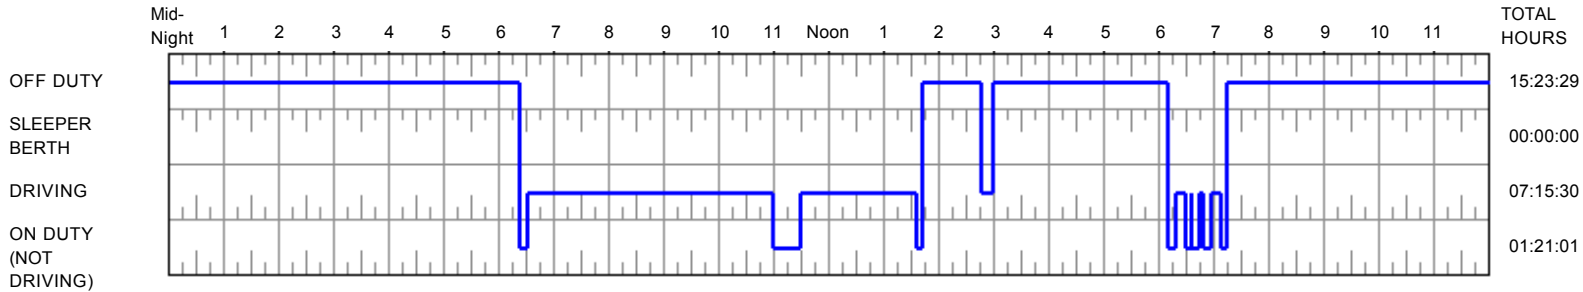 Mid-
Night 1 2 3 4 5 6 7 8 9 10 11 Noon 1 2 3 4 5 6 7 8 9 10 11
TOTAL
HOURS
OFF DUTY 15:23:29
SLEEPER
BERTH 00:00:00
DRIVING 07:15:30
ON DUTY
(NOT
DRIVING) 01:21:01